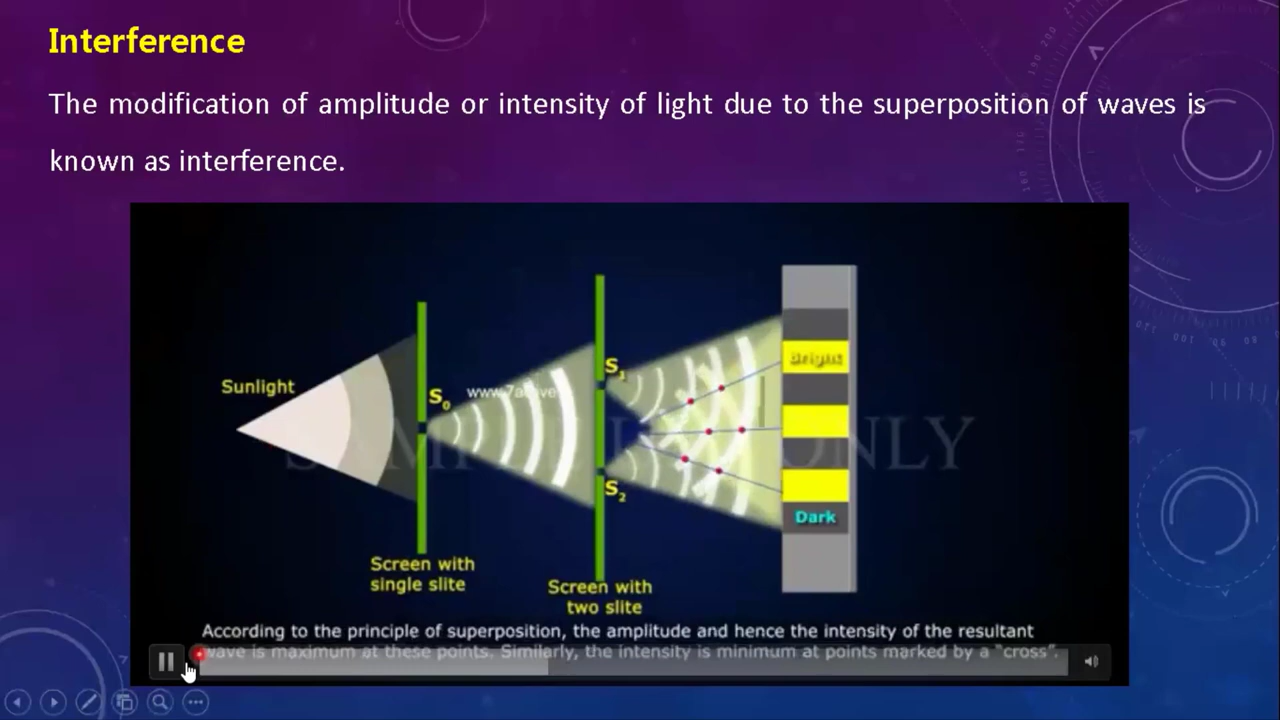 Interference
The modification of amplitude or intensity of light due to the superposition of waves is
known as interference.
Sunlight
S0
www.7active
S1
S2
Bright
Dark
ONLY
Screen with
single slite
Screen with
two slite
According to the principle of superposition, the amplitude and hence the intensity of the resultant
wave is maximum at these points. Similarly, the intensity is minimum at points marked by a "cross".